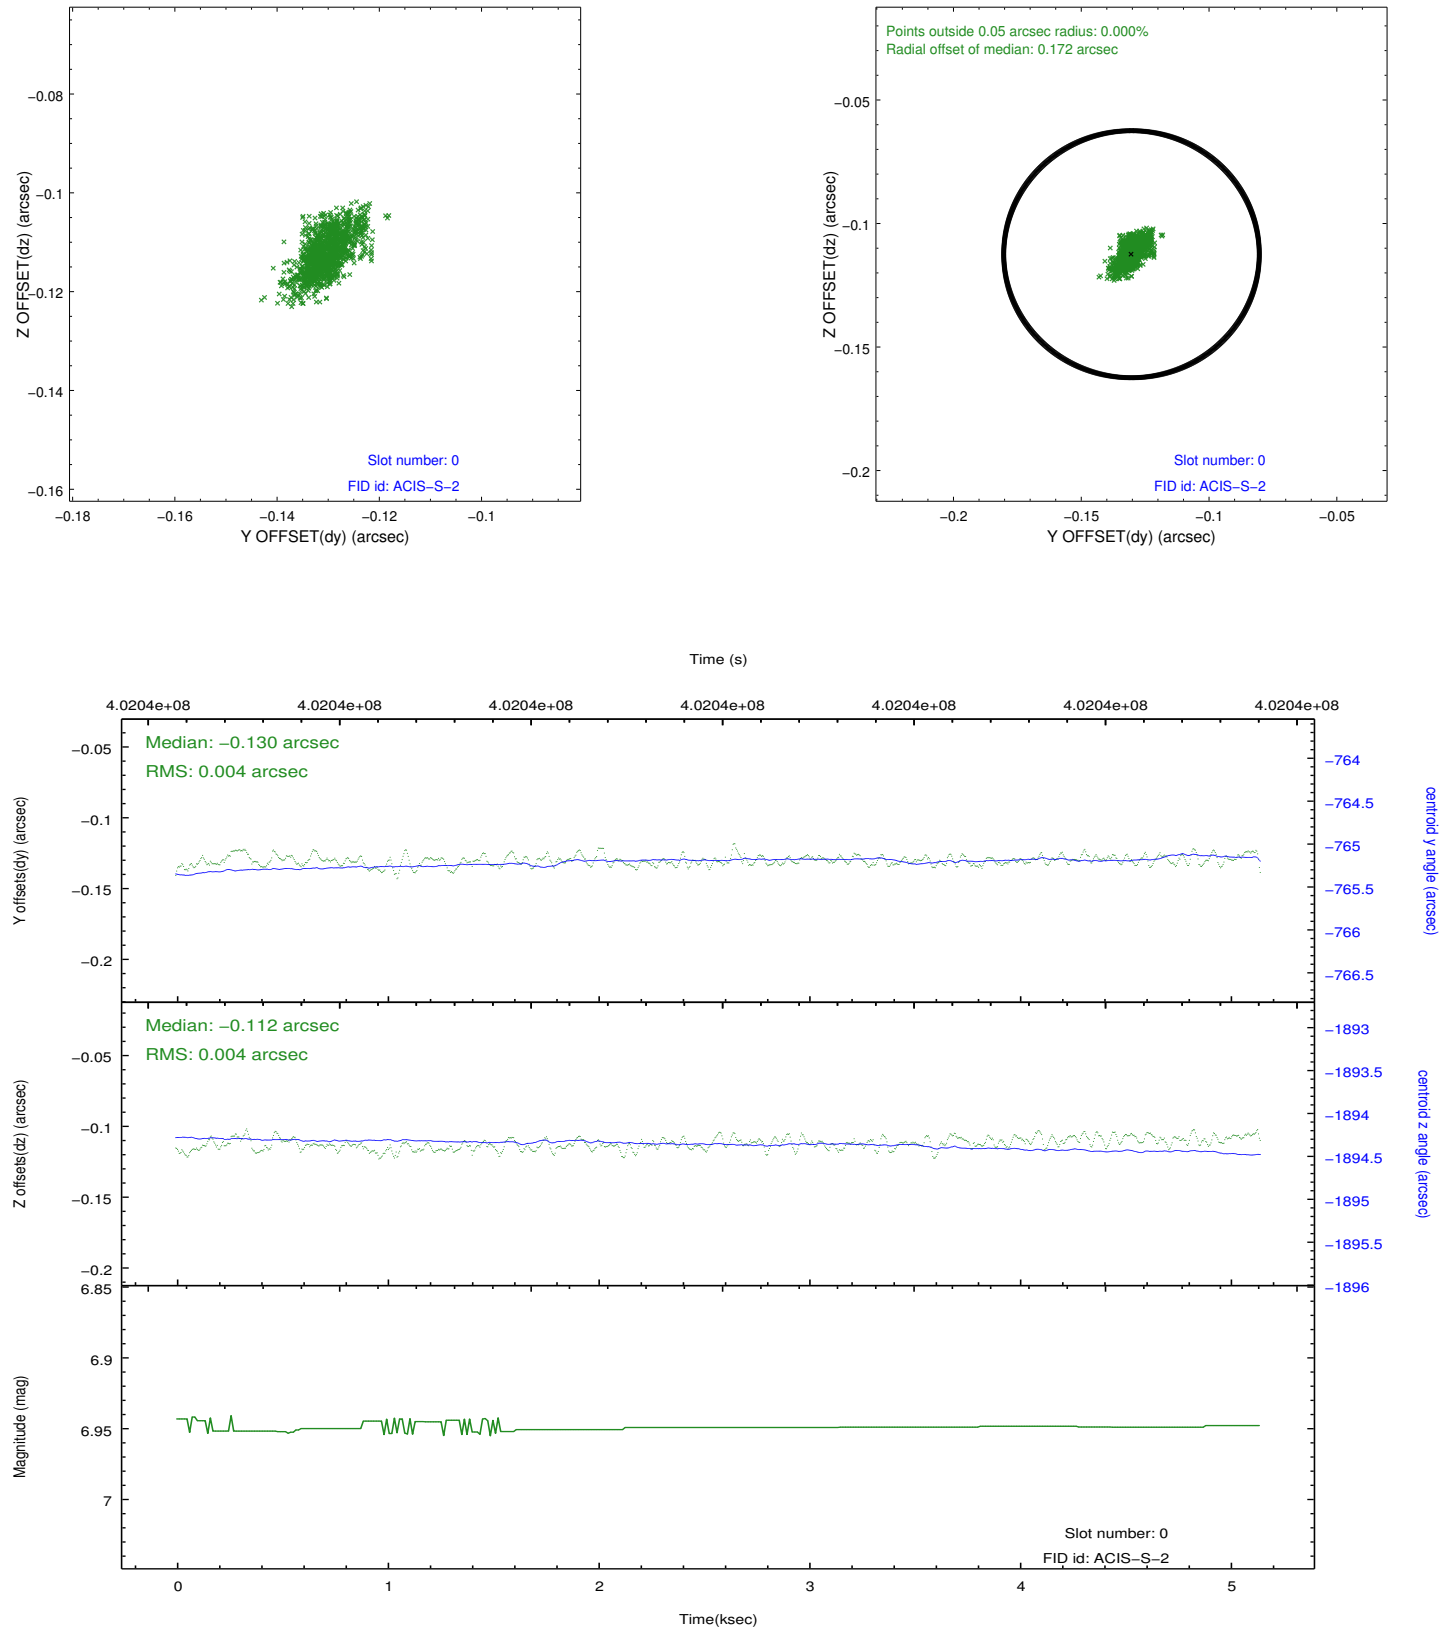 −0.08
−0.1
−0.12
−0.14
−0.16
Z OFFSET(dz) (arcsec)
−0.18
−0.16
−0.14
−0.12
−0.1
Y OFFSET(dy) (arcsec)
Slot number: 0
FID id: ACIS−S−2
Points outside 0.05 arcsec radius: 0.000%
Radial offset of median: 0.172 arcsec
−0.05
−0.1
−0.15
−0.2
Z OFFSET(dz) (arcsec)
Slot number: 0
FID id: ACIS−S−2
−0.2
−0.15
−0.1
−0.05
Y OFFSET(dy) (arcsec)
Time (s)
4.0204e+08
4.0204e+08
4.0204e+08
4.0204e+08
4.0204e+08
4.0204e+08
4.0204e+08
Median: −0.130 arcsec
RMS: 0.004 arcsec
−0.05
−0.1
−0.15
−0.2
Y offsets(dy) (arcsec)
−764
−764.5
−765
−765.5
−766
−766.5
centroid y angle (arcsec)
Median: −0.112 arcsec
RMS: 0.004 arcsec
−0.05
−0.1
−0.15
−0.2
Z offsets(dz) (arcsec)
−1893
−1893.5
−1894
−1894.5
−1895
−1895.5
−1896
centroid z angle (arcsec)
6.85
6.9
6.95
7
Magnitude (mag)
Slot number: 0
FID id: ACIS−S−2
0
1
2
3
4
5
Time(ksec)